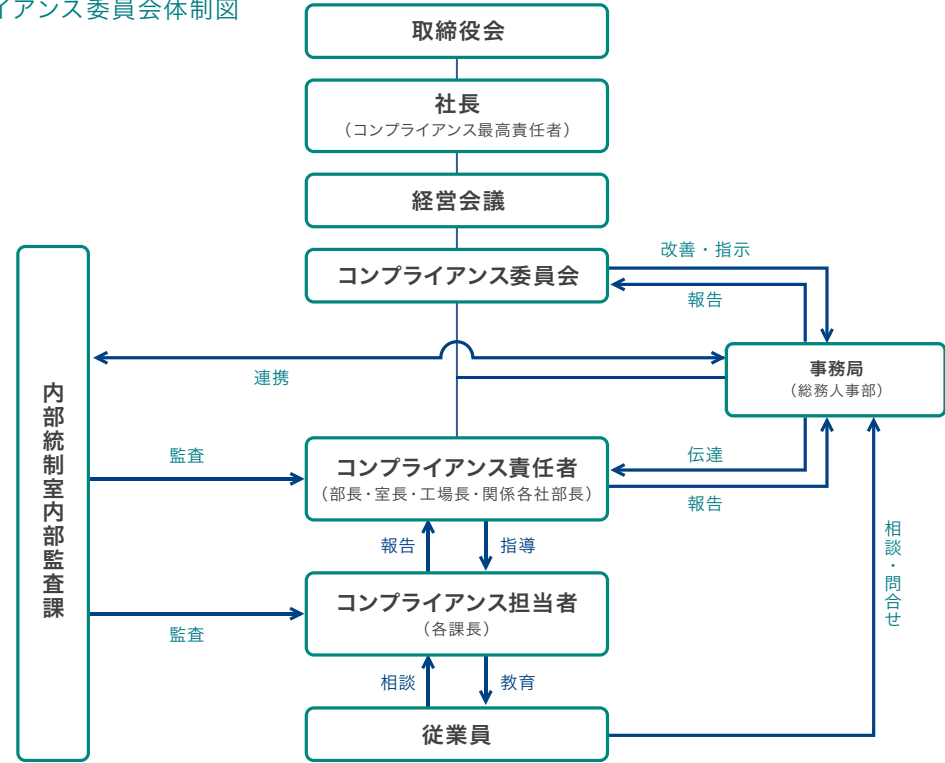 イアンス委員会体制図
取締役会
社長
（コンプライアンス最高責任者）
経営会議
コンプライアンス委員会
改善・指示
報告
事務局
（総務人事部）
連携
内部統制室内部監査課
監査
コンプライアンス責任者
（部長・室長・工場長・関係各社部長）
伝達
報告
報告
指導
相談・問合せ
監査
コンプライアンス担当者
（各課長）
相談
教育
従業員